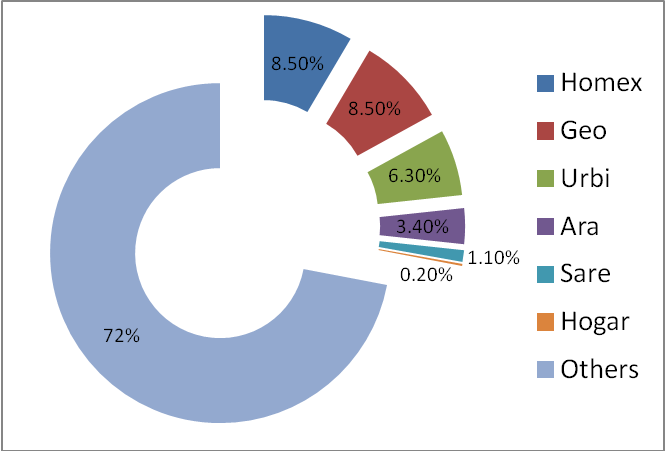 8.50%
8.50%
6.30%
3.40%
1.10%
0.20%
72%
Homex
Geo
Urbi
Ara
Sare
Hogar
Others